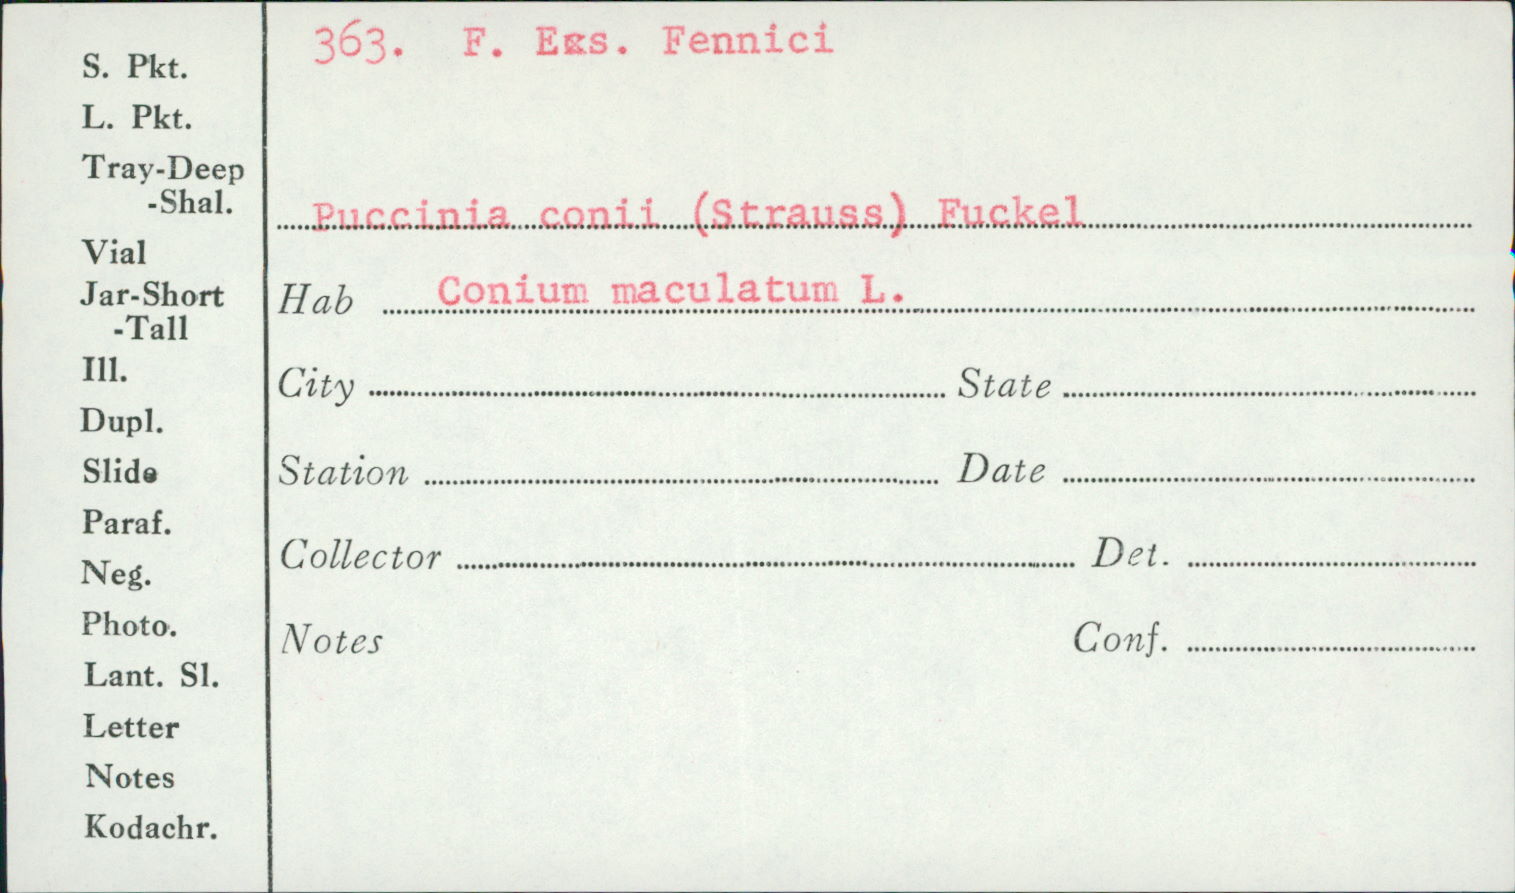 363. F. Exs. Fennici
S. Pkt.
L. Pkt.
Tray-Deep
-Shal.
Puccinia conii (Strauss) Fuckel
Vial
Jar-Short
-Tall
Hab Conium maculatum L.
Ill.
City State
Dupl.
Slide
Station Date
Paraf.
Collector Det.
Neg.
Photo.
Notes Conf.
Lant. Sl.
Letter
Notes
Kodachr.